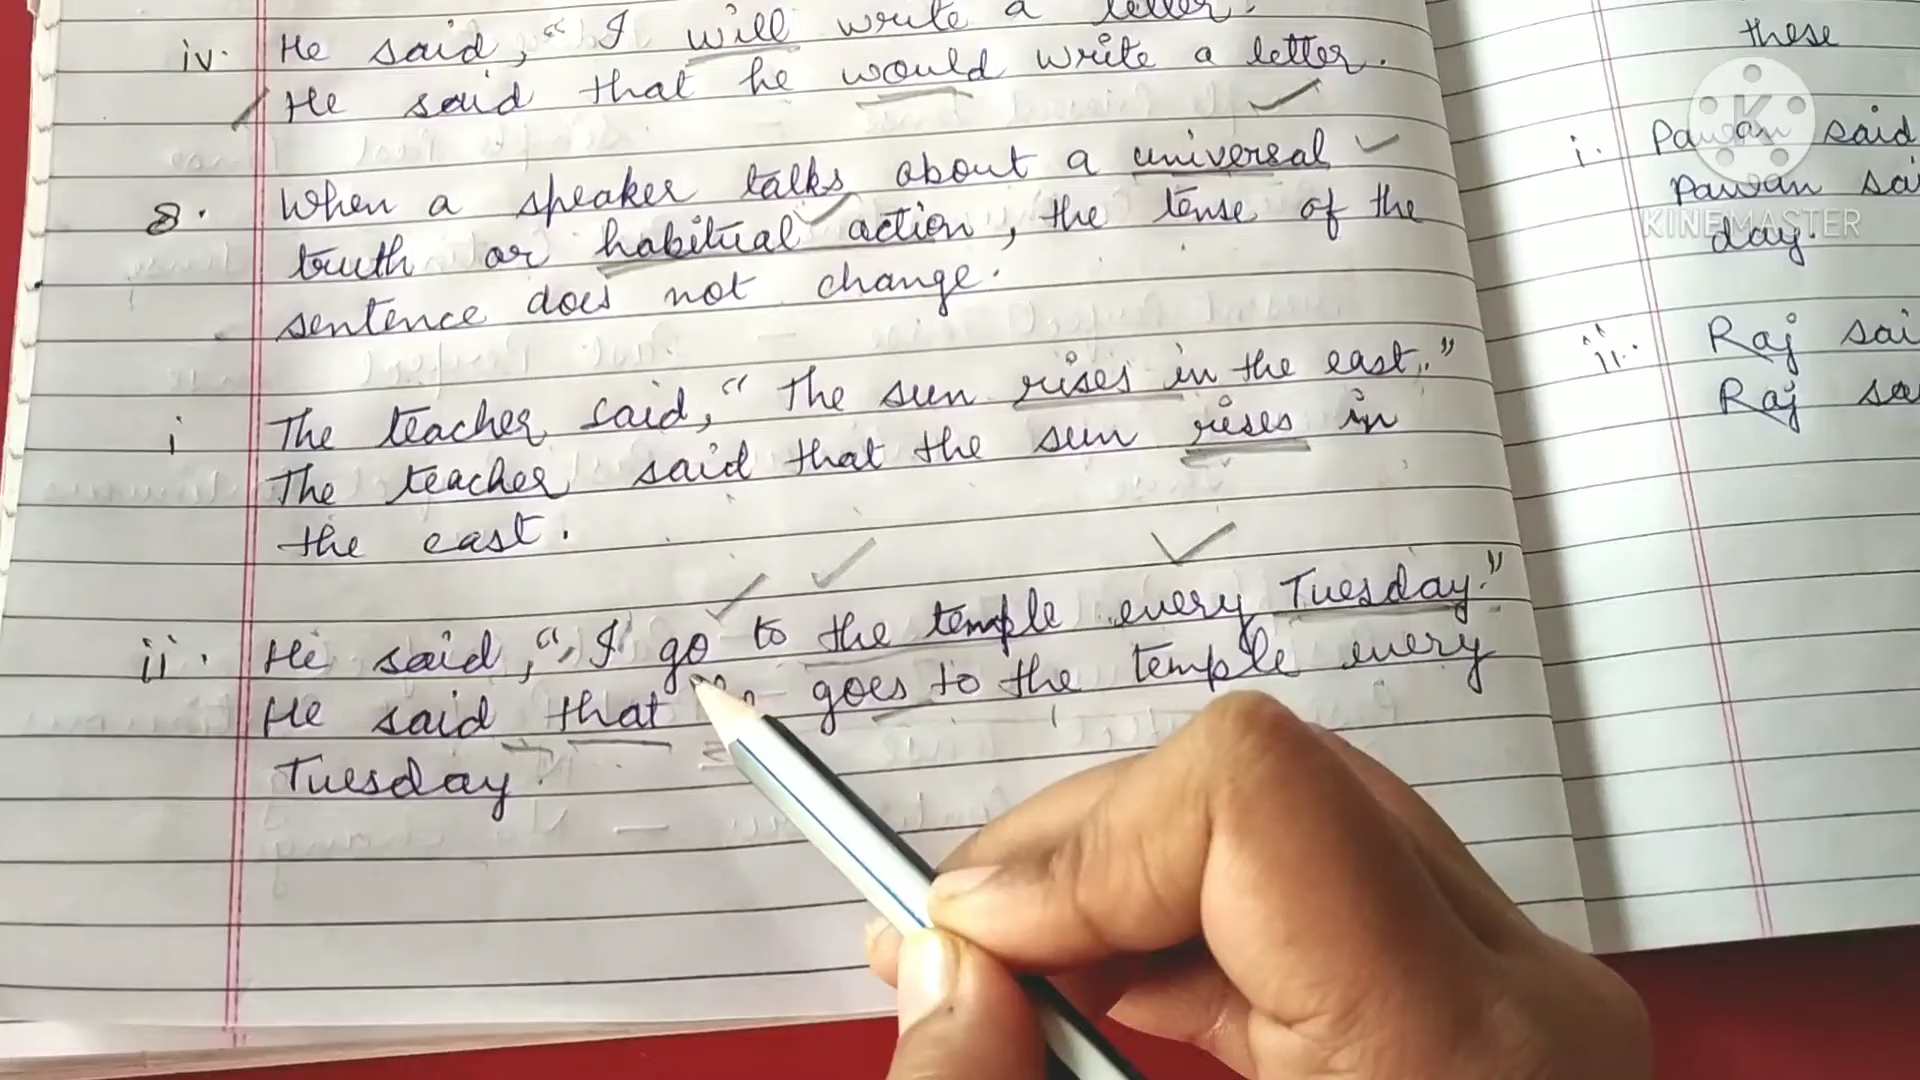 iv. He said, "I will write a letter.
He said that he would write a letter.
8. When a speaker talks about a universal
truth or habitual action, the tense of the
sentence does not change.
i The teacher said, "The sun rises in the east."
The teacher said that the sun rises in
the east.
ii. He said, "I go to the temple every Tuesday."
He said that goes to the temple every
Tuesday.
these
i. Pawan said
Pawan
day.
ii. Raj
Raj
K
KINEMASTER